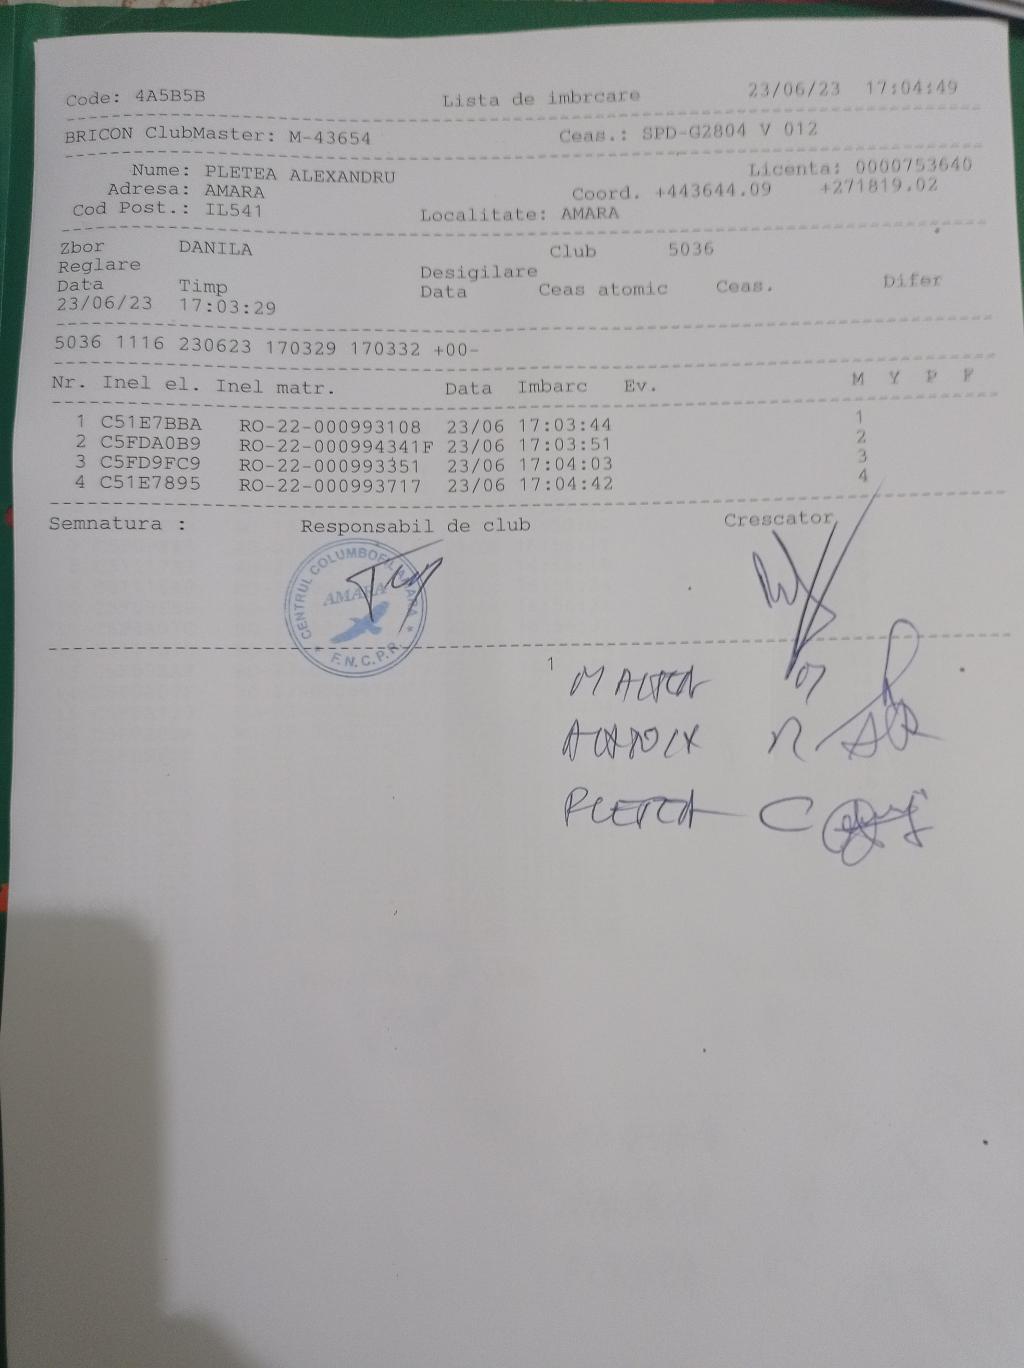 Code: 4A5B5B Lista de imbrcare 23/06/23 17:04:49
BRICON ClubMaster: M-43654 Ceas.: SPD-G2804 V 012
Nume: PLETEA ALEXANDRU Licenta: 0000753640
Adresa: AMARA Coord. +443644.09 +271819.02
Cod Post.: IL541 Localitate: AMARA
Zbor DANILA Club 5036
Reglare Desigilare
Data Timp Data Ceas atomic Ceas. Difer
23/06/23 17:03:29
5036 1116 230623 170329 170332 +00-
Nr. Inel el. Inel matr. Data Imbarc Ev. M Y P F
1 C51E7BBA RO-22-000993108 23/06 17:03:44 1
2 C5FDA0B9 RO-22-000994341F 23/06 17:03:51 2
3 C5FD9FC9 RO-22-000993351 23/06 17:04:03 3
4 C51E7895 RO-22-000993717 23/06 17:04:42 4
Semnatura : Responsabil de club Crescator
CENTRUL COLUMBOFIL AMARA
AMARA
F.N.C.P.R.
1
PLETEA C